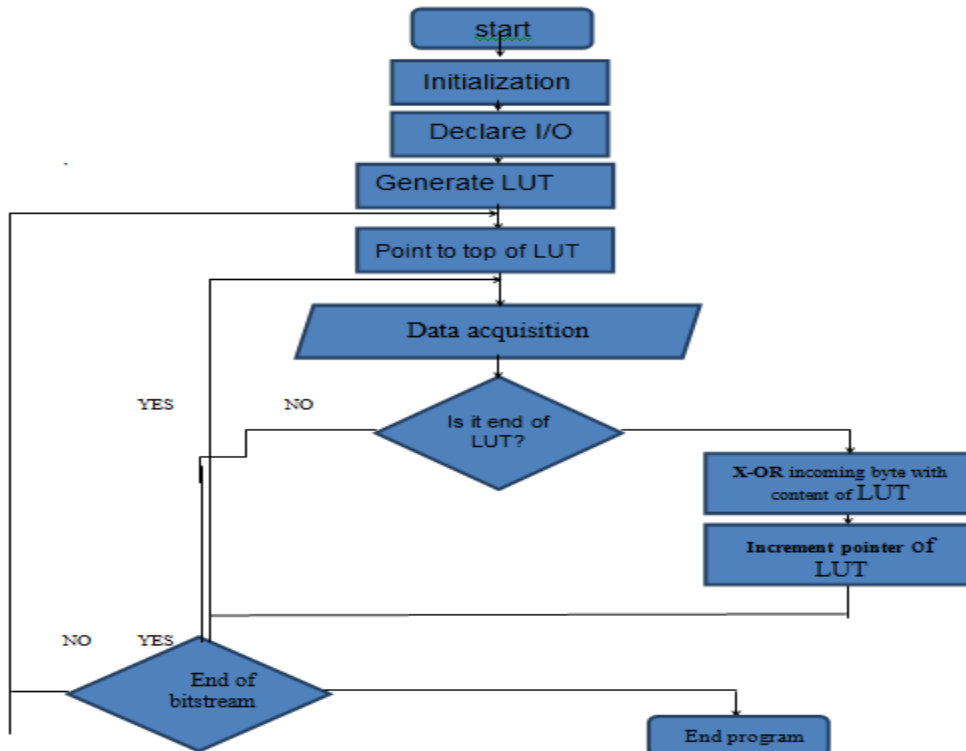 start
Initialization
Declare I/O
Generate LUT
Point to top of LUT
Data acquisition
YES
NO
Is it end of
LUT?
X-OR incoming byte with
content of LUT
Increment pointer of
LUT
NO
YES
End of
bitstream
End program